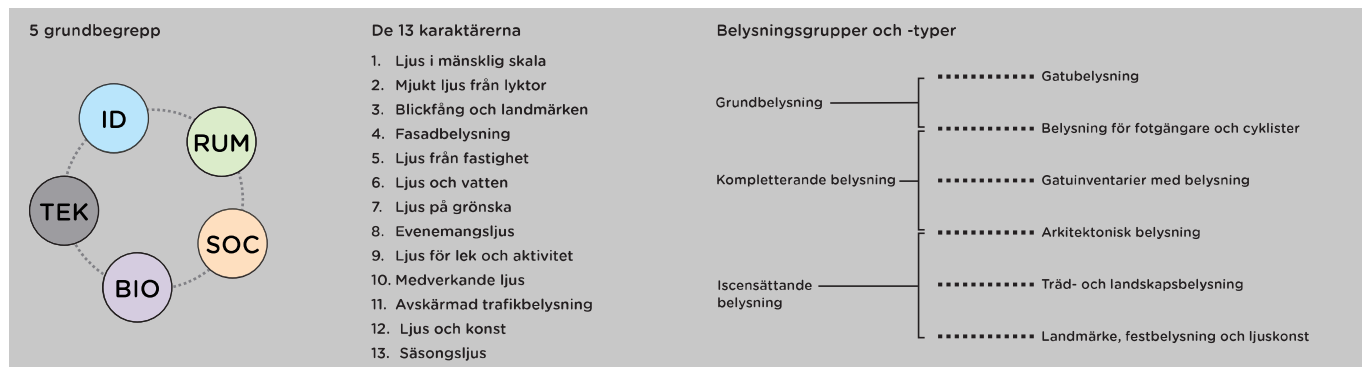 5 grundbegrepp
ID
RUM
TEK
SOC
BIO
De 13 karaktärerna
1. Ljus i mänsklig skala
2. Mjukt ljus från lyktor
3. Blickfång och landmärken
4. Fasadbelysning
5. Ljus från fastighet
6. Ljus och vatten
7. Ljus på grönska
8. Evenemangsljus
9. Ljus för lek och aktivitet
10. Medverkande ljus
11. Avskärmad trafikbelysning
12. Ljus och konst
13. Säsongsljus
Belysningsgrupper och -typer
Grundbelysning
Kompletterande belysning
Iscensättande
belysning
Gatubelysning
Belysning för fotgängare och cyklister
Gatuinventarier med belysning
Arkitektonisk belysning
Träd- och landskapsbelysning
Landmärke, festbelysning och ljuskonst